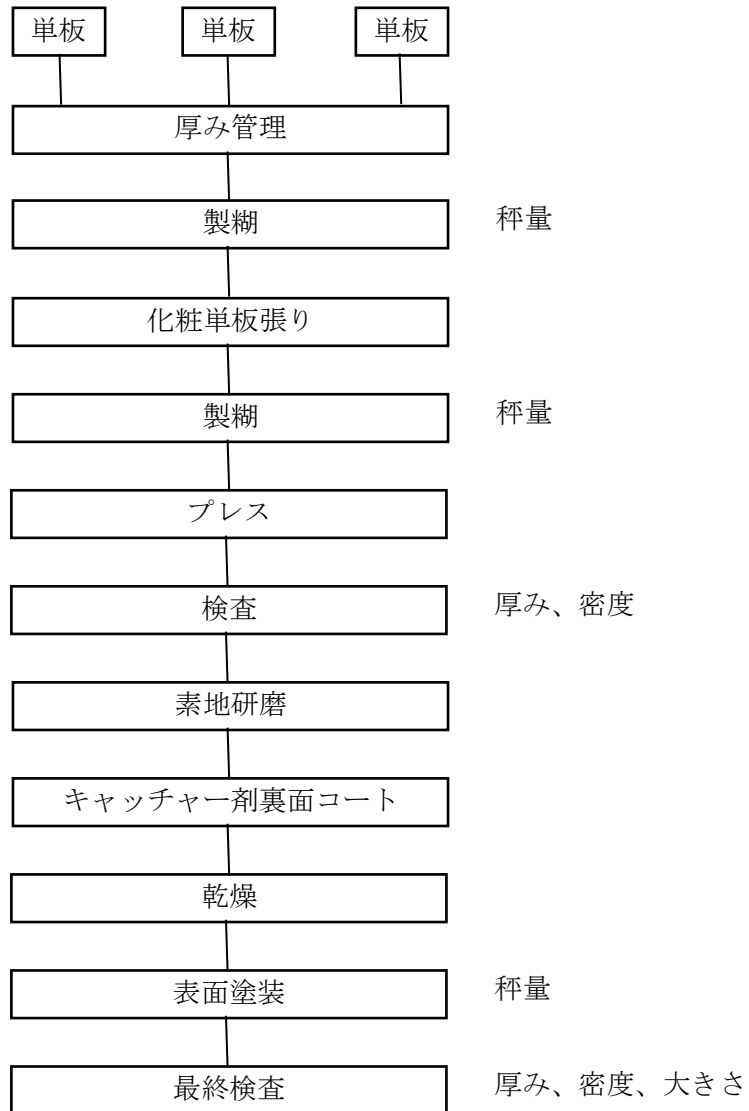 単板 単板 単板
厚み管理
製糊 秤量
化粧単板張り
製糊 秤量
プレス
検査 厚み、密度
素地研磨
キャッチャー剤裏面コート
乾燥
表面塗装 秤量
最終検査 厚み、密度、大きさ